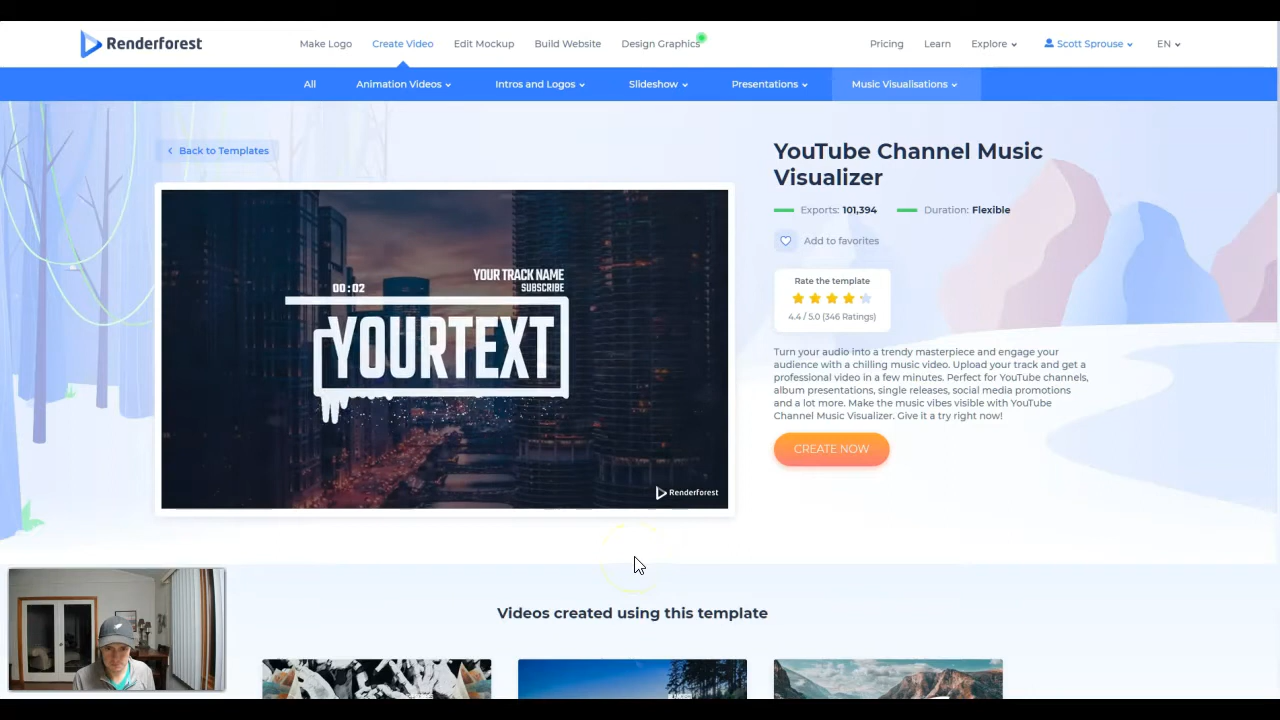 Renderforest
Make Logo
Create Video
Edit Mockup
Build Website
Design Graphics
Pricing
Learn
Explore
Scott Sprouse
EN
All
Animation Videos
Intros and Logos
Slideshow
Presentations
Music Visualisations
Back to Templates
YouTube Channel Music
Visualizer
Exports: 101,394
Duration: Flexible
Add to favorites
Rate the template
4.4 / 5.0 (346 Ratings)
Turn your audio into a trendy masterpiece and engage your
audience with a chilling music video. Upload your track and get a
professional video in a few minutes. Perfect for YouTube channels,
album presentations, single releases, social media promotions
and a lot more. Make the music vibes visible with YouTube
Channel Music Visualizer. Give it a try right now!
CREATE NOW
YOUR TRACK NAME
00:02
SUBSCRIBE
YOURTEXT
Renderforest
Videos created using this template